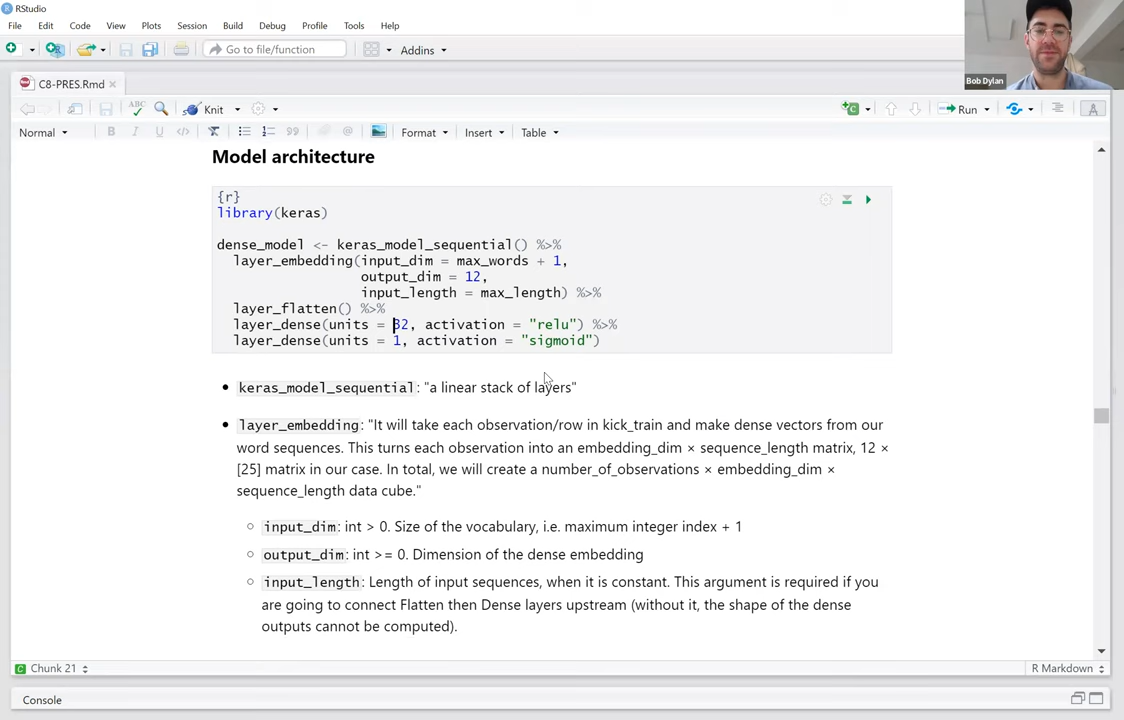 RStudio
File Edit Code View Plots Session Build Debug Profile Tools Help
Go to file/function Addins
Bob Dylan
C8-PRES.Rmd
ABC Knit Run
Normal B I U Format Insert Table A
Model architecture
{r}
library(keras)
dense_model <- keras_model_sequential() %>%
layer_embedding(input_dim = max_words + 1,
output_dim = 12,
input_length = max_length) %>%
layer_flatten() %>%
layer_dense(units = 32, activation = "relu") %>%
layer_dense(units = 1, activation = "sigmoid")
• keras_model_sequential: "a linear stack of layers"
• layer_embedding: "It will take each observation/row in kick_train and make dense vectors from our
word sequences. This turns each observation into an embedding_dim × sequence_length matrix, 12 ×
[25] matrix in our case. In total, we will create a number_of_observations × embedding_dim ×
sequence_length data cube."
input_dim: int > 0. Size of the vocabulary, i.e. maximum integer index + 1
output_dim: int >= 0. Dimension of the dense embedding
input_length: Length of input sequences, when it is constant. This argument is required if you
are going to connect Flatten then Dense layers upstream (without it, the shape of the dense
outputs cannot be computed).
Chunk 21 R Markdown
Console